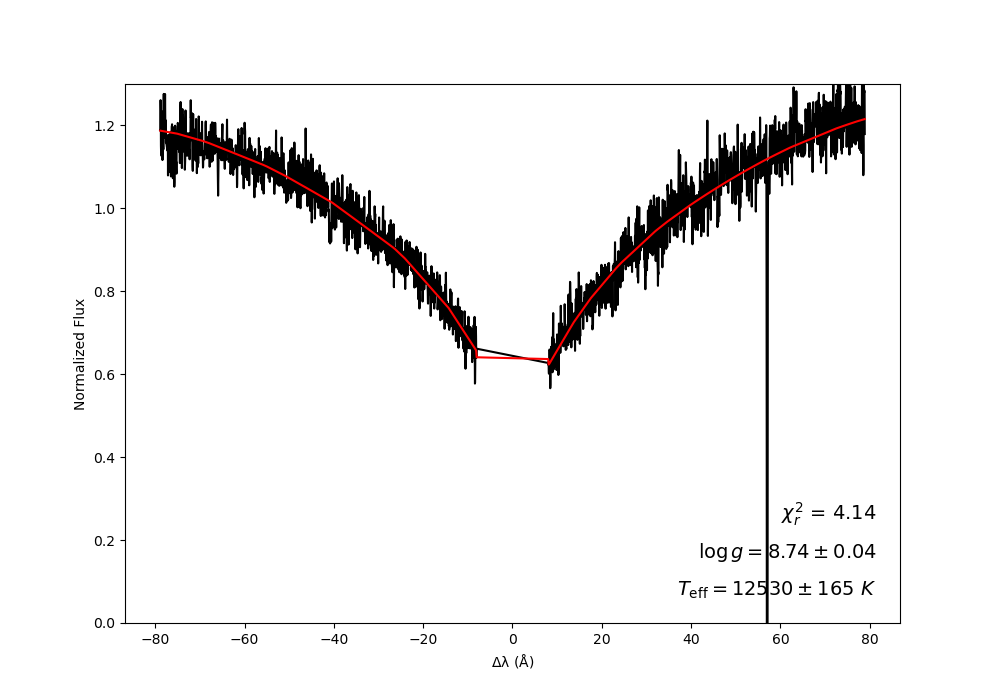 1.2
1.0
0.8
0.6
0.4
0.2
0.0
Normalized Flux
χ²ᵣ = 4.14
log g = 8.74 ± 0.04
T_eff = 12530 ± 165 K
−80 −60 −40 −20 0 20 40 60 80
Δλ (Å)